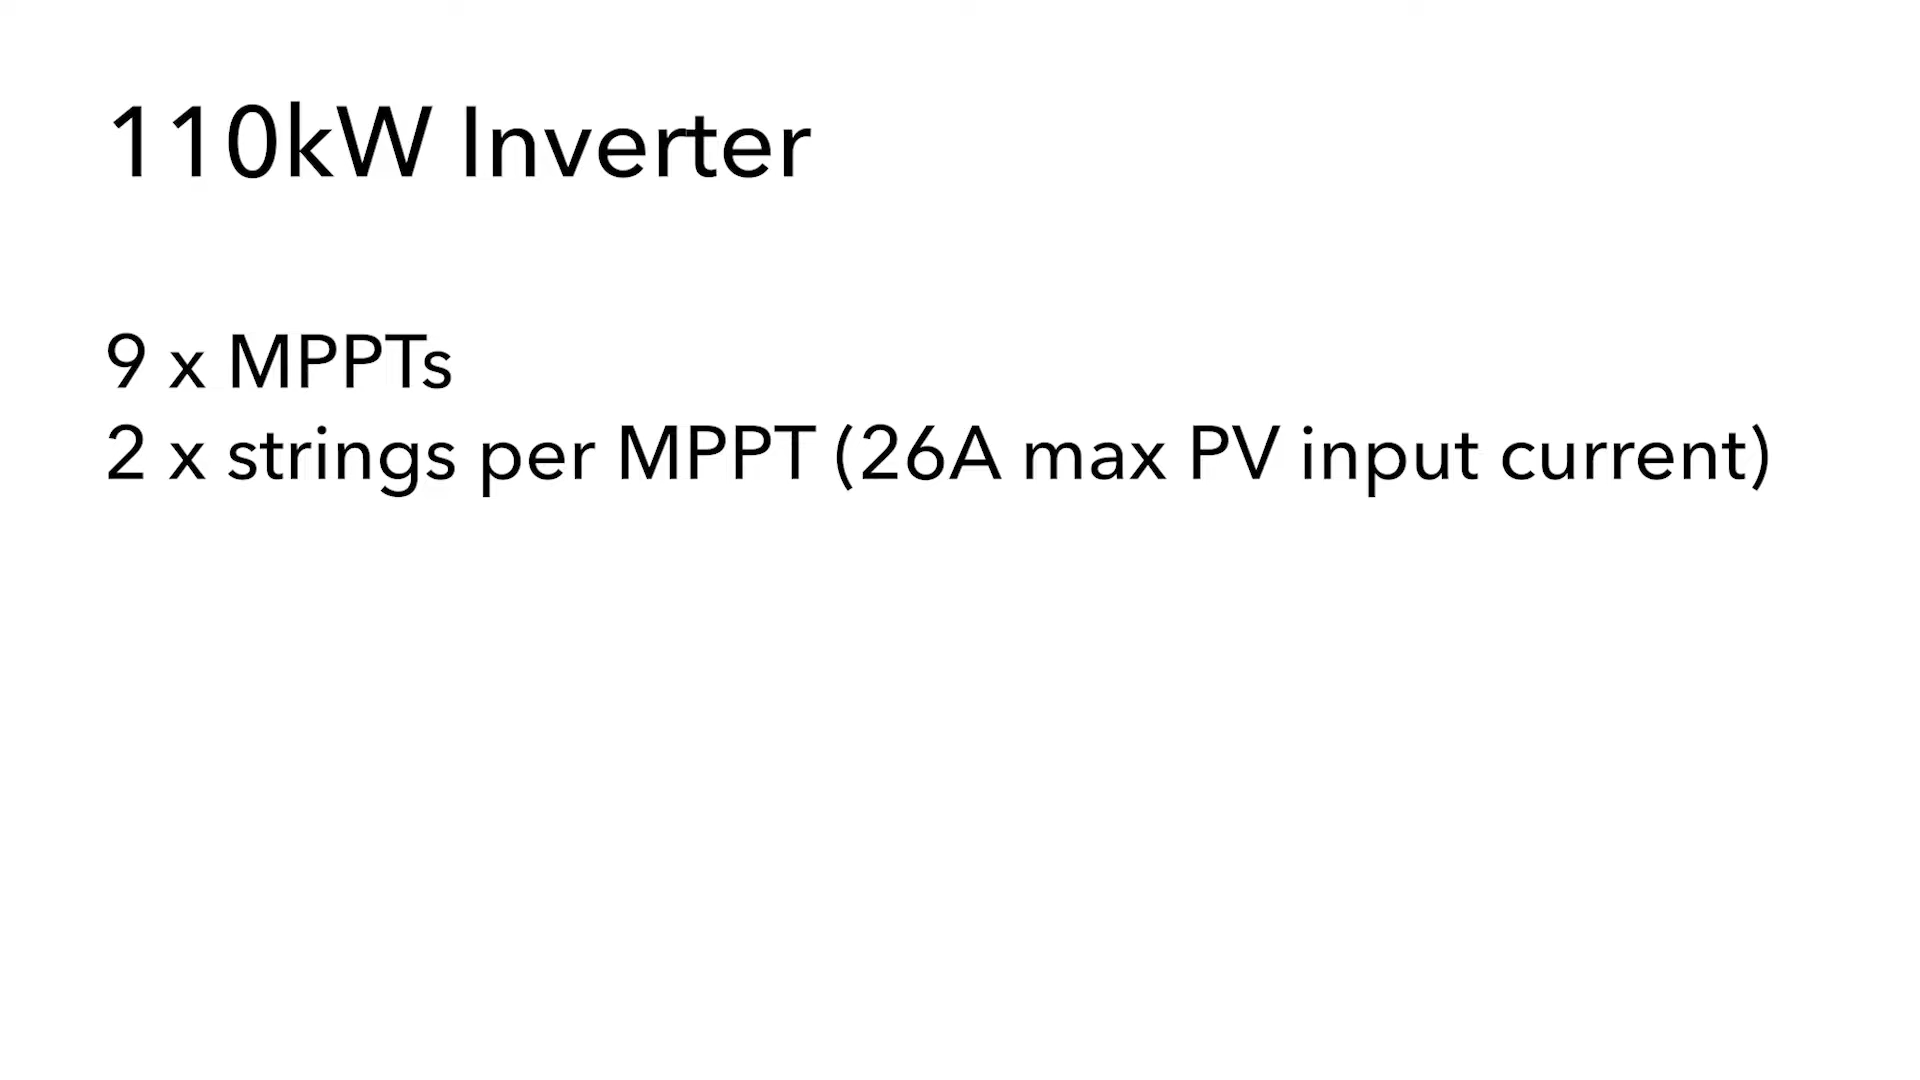 110kW Inverter
9 x MPPTs
2 x strings per MPPT (26A max PV input current)